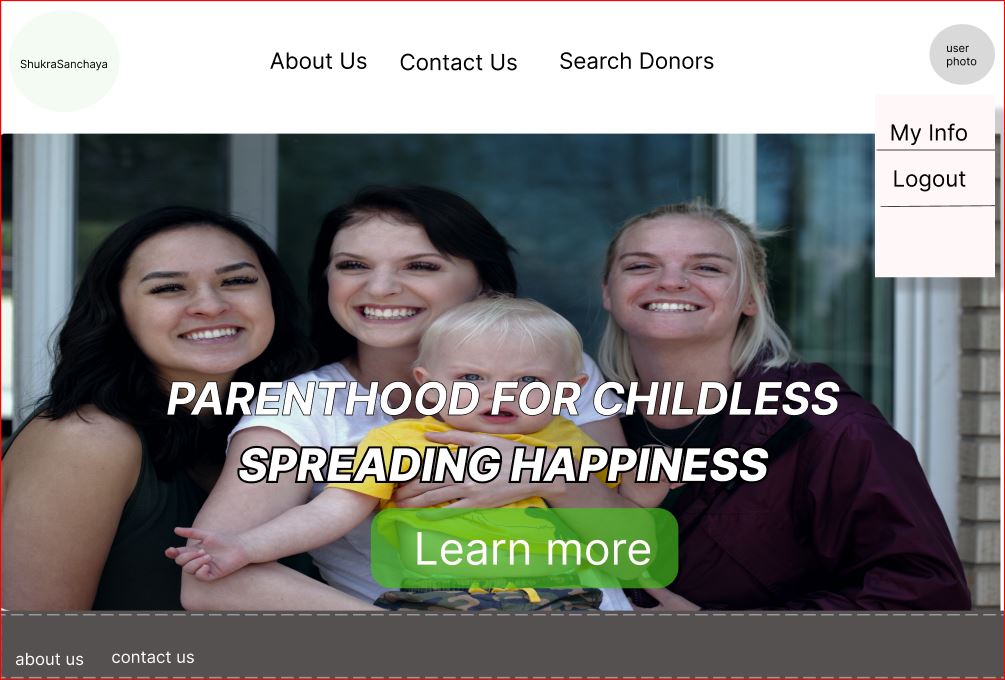 ShukraSanchaya
About Us
Contact Us
Search Donors
user
photo
My Info
Logout
PARENTHOOD FOR CHILDLESS
SPREADING HAPPINESS
Learn more
about us
contact us